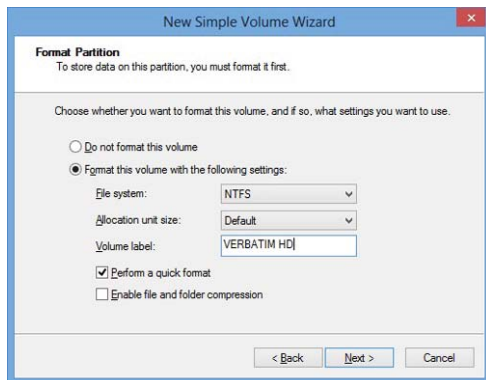 New Simple Volume Wizard
Format Partition
To store data on this partition, you must format it first.
Choose whether you want to format this volume, and if so, what settings you want to use.
Do not format this volume
Format this volume with the following settings:
File system: NTFS
Allocation unit size: Default
Volume label: VERBATIM HD
Perform a quick format
Enable file and folder compression
< Back Next > Cancel